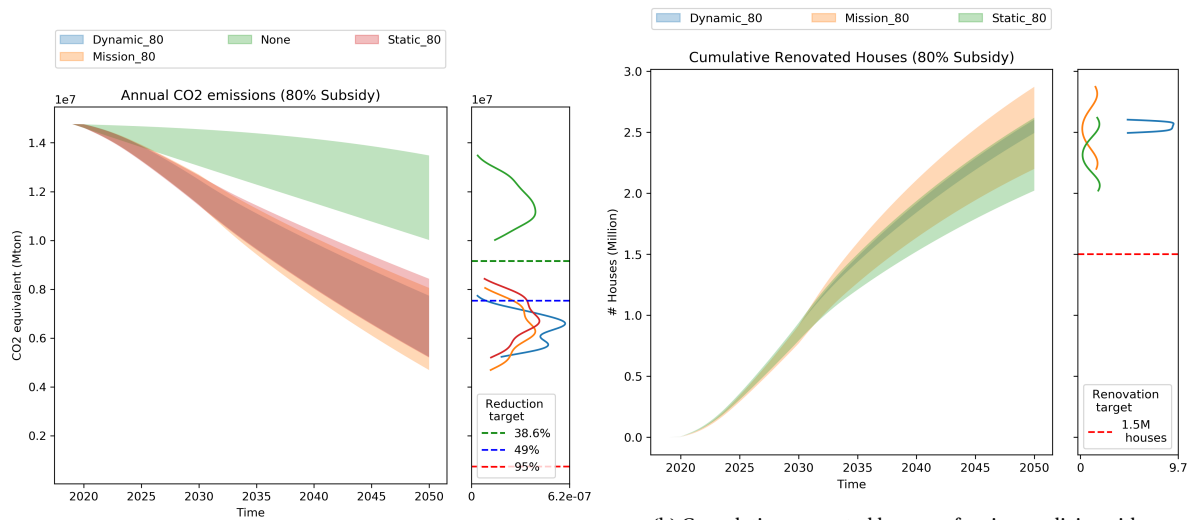 Dynamic_80
Mission_80
None
Static_80
Annual CO2 emissions (80% Subsidy)
1e7
1.4
1.2
1.0
0.8
0.6
0.4
0.2
CO2 equivalent (Mton)
2020 2025 2030 2035 2040 2045 2050
Time
1e7
Reduction
target
38.6%
49%
95%
0 6.2e-07
Dynamic_80 Mission_80 Static_80
Cumulative Renovated Houses (80% Subsidy)
3.0
2.5
2.0
1.5
1.0
0.5
0.0
# Houses (Million)
2020 2025 2030 2035 2040 2045 2050
Time
Renovation
target
1.5M
houses
0 9.7